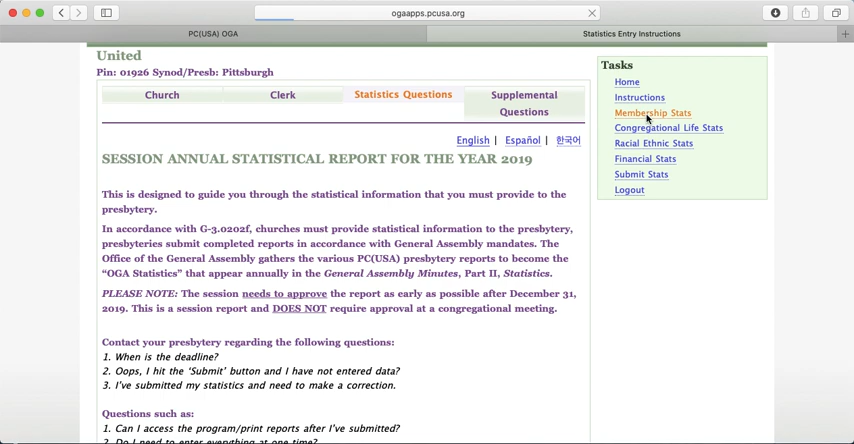 ogaapps.pcusa.org
PC(USA) OGA
Statistics Entry Instructions
United
Pin: 01926 Synod/Presb: Pittsburgh
Church
Clerk
Statistics Questions
Supplemental
Questions
English | Español | 한국어
SESSION ANNUAL STATISTICAL REPORT FOR THE YEAR 2019
This is designed to guide you through the statistical information that you must provide to the
presbytery.
In accordance with G-3.0202f, churches must provide statistical information to the presbytery,
presbyteries submit completed reports in accordance with General Assembly mandates. The
Office of the General Assembly gathers the various PC(USA) presbytery reports to become the
“OGA Statistics” that appear annually in the General Assembly Minutes, Part II, Statistics.
PLEASE NOTE: The session needs to approve the report as early as possible after December 31,
2019. This is a session report and DOES NOT require approval at a congregational meeting.
Contact your presbytery regarding the following questions:
1. When is the deadline?
2. Oops, I hit the ‘Submit’ button and I have not entered data?
3. I’ve submitted my statistics and need to make a correction.
Questions such as:
1. Can I access the program/print reports after I’ve submitted?
2. Do I need to enter everything at one time?
Tasks
Home
Instructions
Membership Stats
Congregational Life Stats
Racial Ethnic Stats
Financial Stats
Submit Stats
Logout